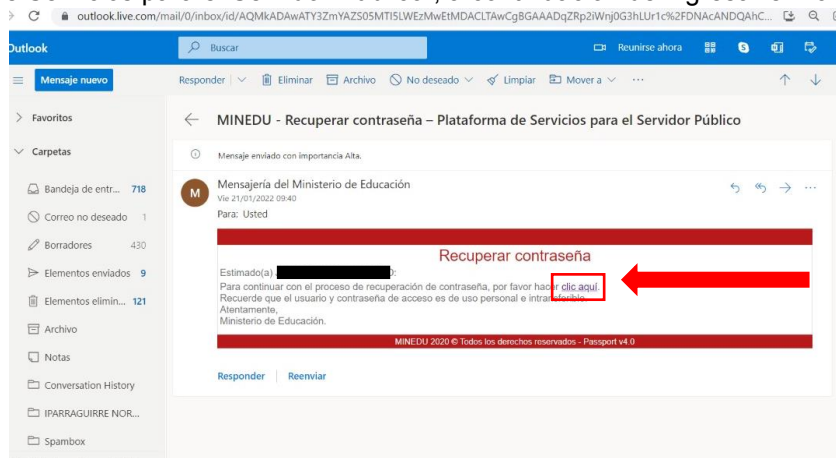 outlook.live.com/mail/0/inbox/id/AQMkADAwATY3ZmYAZS05MTI5LWEzMwEtMDACLTAwCgBGAAADqZRp2iWnj0G3hLUr1c%2FDNAcANDQAhC...
Outlook
Buscar
Reunirse ahora
Mensaje nuevo
Responder
Eliminar
Archivo
No deseado
Limpiar
Mover a
Favoritos
Carpetas
Bandeja de entr... 718
Correo no deseado 1
Borradores 430
Elementos enviados 9
Elementos elimin... 121
Archivo
Notas
Conversation History
IPARRAGUIRRE NOR...
Spambox
MINEDU - Recuperar contraseña – Plataforma de Servicios para el Servidor Público
Mensaje enviado con importancia Alta.
M
Mensajería del Ministerio de Educación
Vie 21/01/2022 09:40
Para: Usted
Recuperar contraseña
Estimado(a)
Para continuar con el proceso de recuperación de contraseña, por favor hacer clic aquí.
Recuerde que el usuario y contraseña de acceso es de uso personal e intransferible.
Atentamente,
Ministerio de Educación.
MINEDU 2020 © Todos los derechos reservados - Passport v4.0
Responder
Reenviar